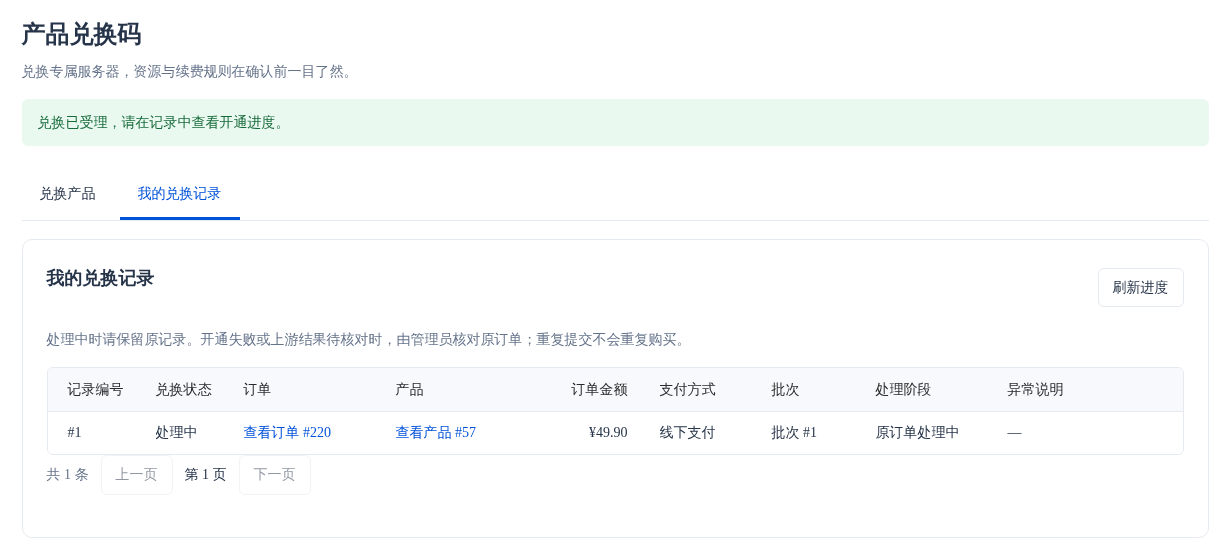 产品兑换码
兑换专属服务器，资源与续费规则在确认前一目了然。
兑换已受理，请在记录中查看开通进度。
兑换产品 我的兑换记录
我的兑换记录
刷新进度
处理中时请保留原记录。开通失败或上游结果待核对时，由管理员核对原订单；重复提交不会重复购买。
记录编号 兑换状态 订单 产品 订单金额 支付方式 批次 处理阶段 异常说明
#1 处理中 查看订单 #220 查看产品 #57 ¥49.90 线下支付 批次 #1 原订单处理中 —
共 1 条 上一页 第 1 页 下一页